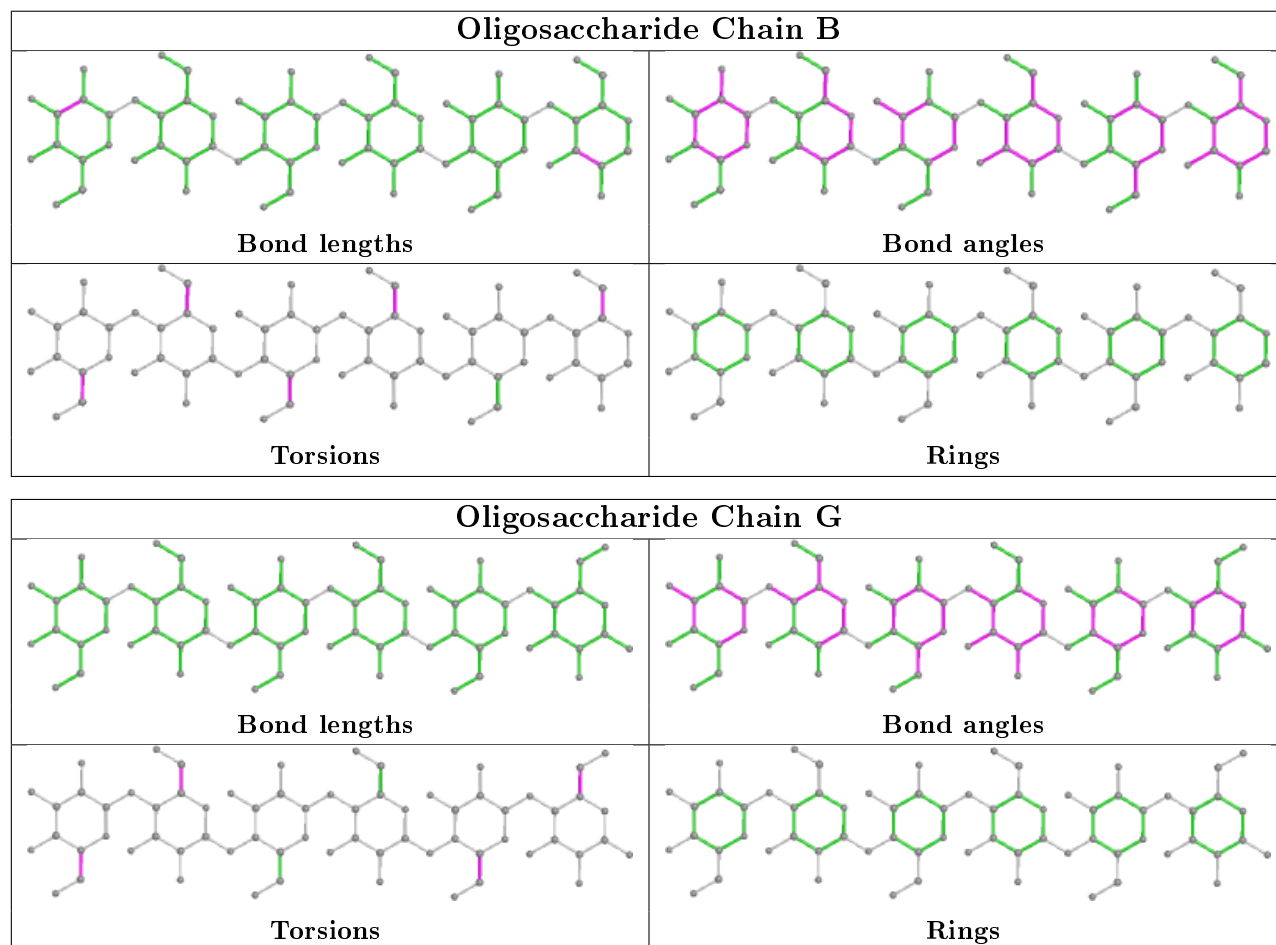 Oligosaccharide Chain B
Bond lengths
Bond angles
Torsions
Rings
Oligosaccharide Chain G
Bond lengths
Bond angles
Torsions
Rings